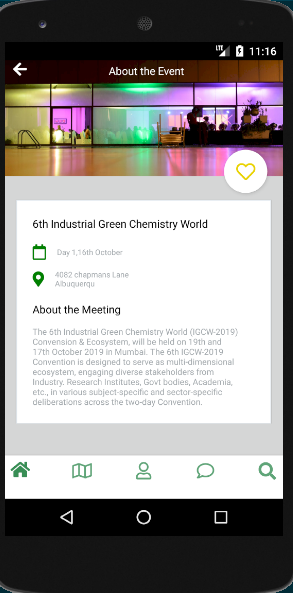 LTE 11:16
About the Event
6th Industrial Green Chemistry World
Day 1,16th October
4082 chapmans Lane
Albuquerqu
About the Meeting
The 6th Industrial Green Chemistry World (IGCW-2019)
Convension & Ecosystem, will be held on 19th and
17th October 2019 in Mumbai. The 6th IGCW-2019
Convention is designed to serve as multi-dimensional
ecosystem, engaging diverse stakeholders from
Industry. Research Institutes, Govt bodies, Academia,
etc., In various subject-specific and sector-specific
deliberations across the two-day Convention.